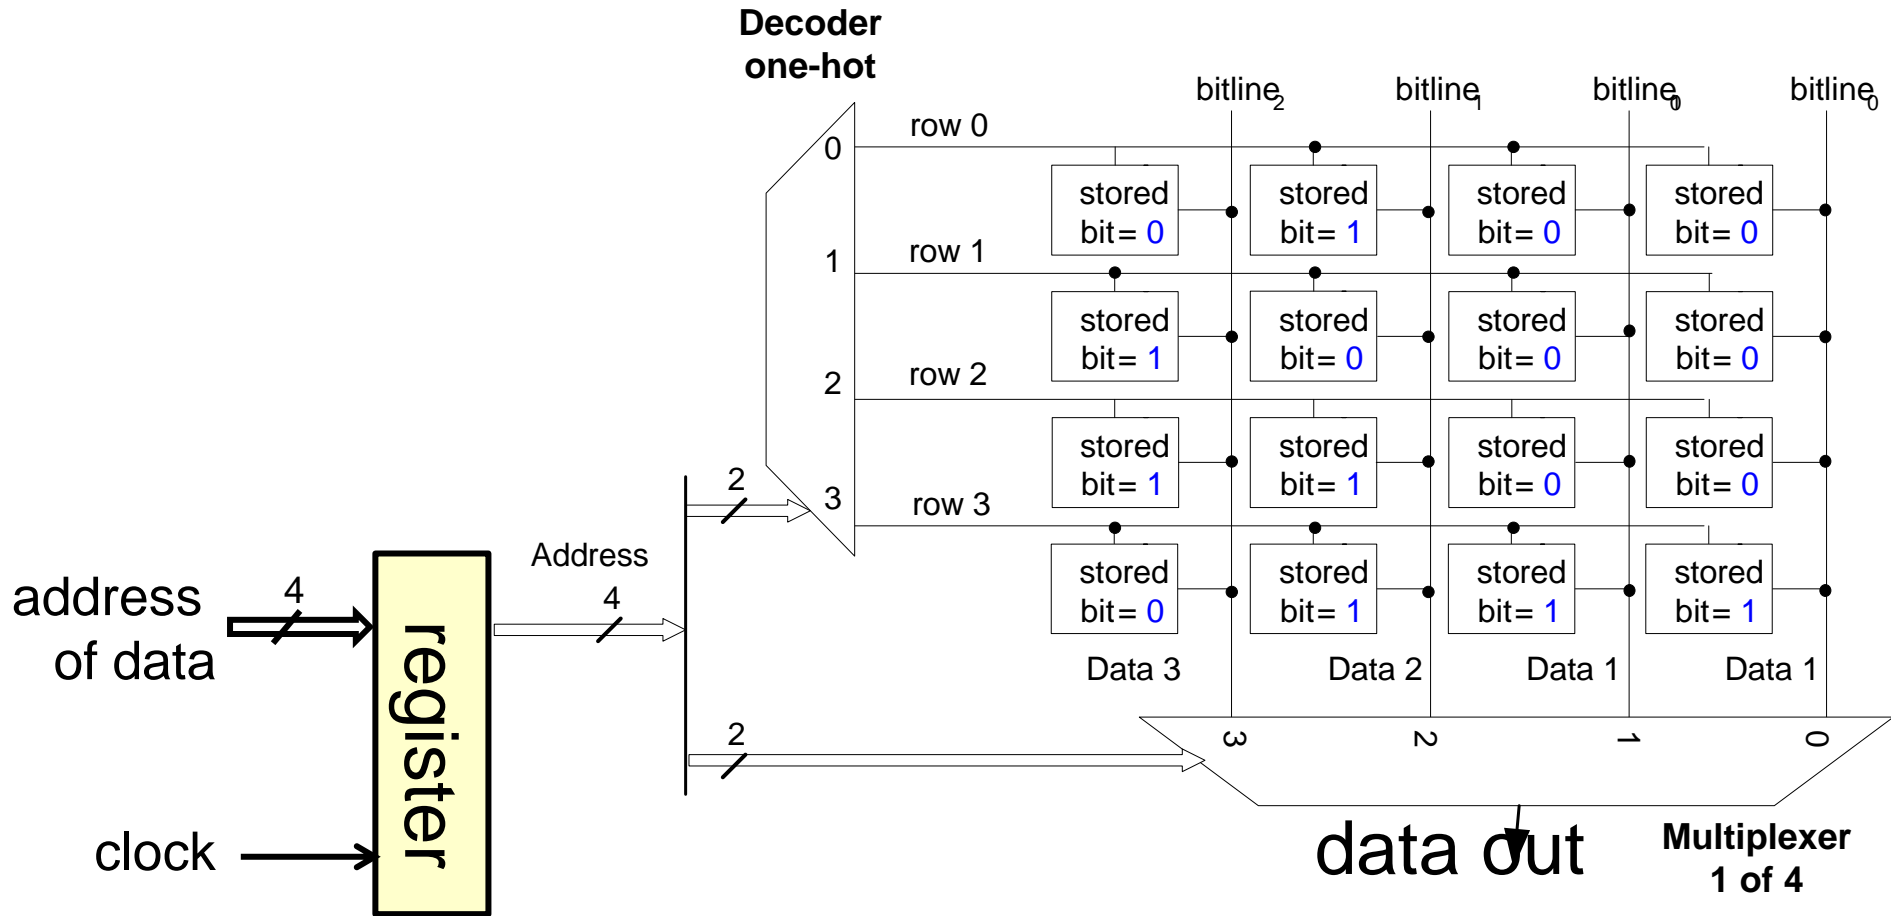 Decoder
one-hot
bitline2
bitline1
bitline0
bitline0
row 0
0
stored
bit= 0
stored
bit= 1
stored
bit= 0
stored
bit= 0
row 1
1
stored
bit= 1
stored
bit= 0
stored
bit= 0
stored
bit= 0
row 2
2
stored
bit= 1
stored
bit= 1
stored
bit= 0
stored
bit= 0
row 3
3
stored
bit= 0
stored
bit= 1
stored
bit= 1
stored
bit= 1
2
Address
4
address
of data
4
register
clock
2
Data 3
Data 2
Data 1
Data 1
3
2
1
0
data out
Multiplexer
1 of 4